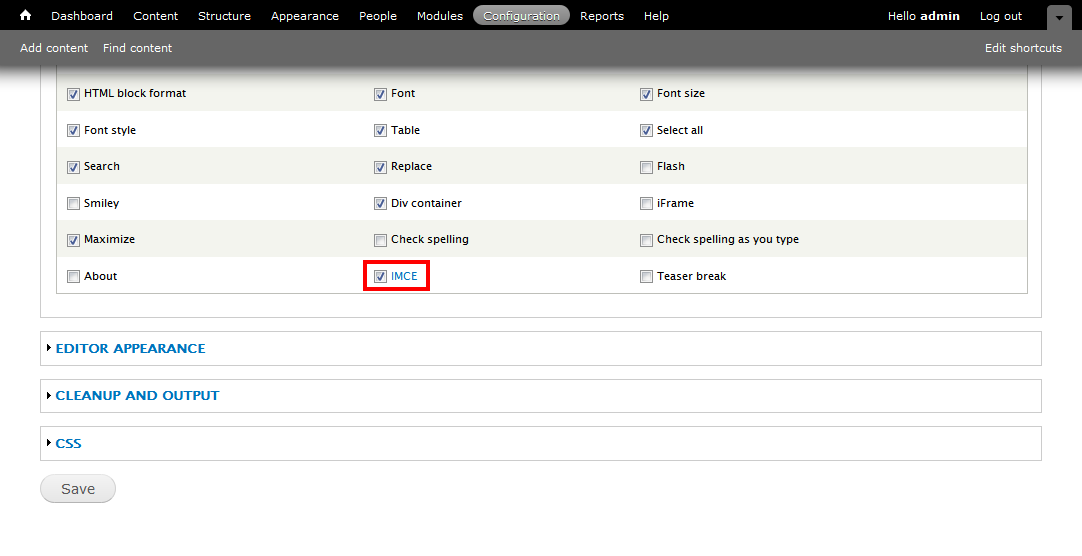 Dashboard Content Structure Appearance People Modules Configuration Reports Help Hello admin Log out
Add content Find content Edit shortcuts
HTML block format Font Font size
Font style Table Select all
Search Replace Flash
Smiley Div container iFrame
Maximize Check spelling Check spelling as you type
About IMCE Teaser break
EDITOR APPEARANCE
CLEANUP AND OUTPUT
CSS
Save